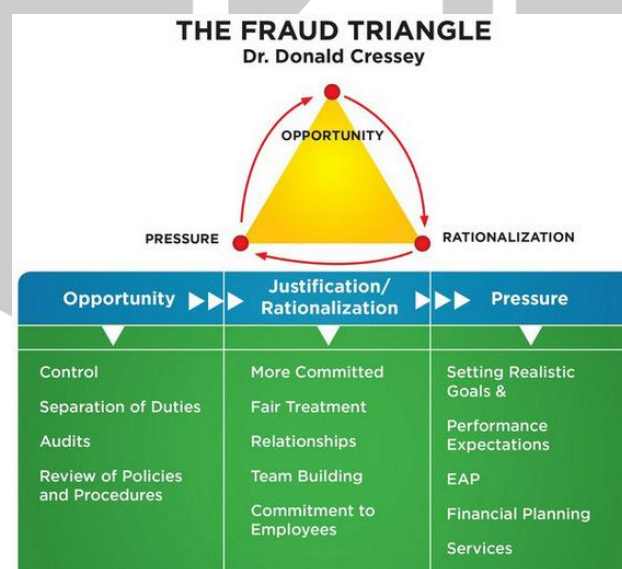 THE FRAUD TRIANGLE
Dr. Donald Cressey
OPPORTUNITY
PRESSURE
RATIONALIZATION
Opportunity
Justification/
Rationalization
Pressure
Control
Separation of Duties
Audits
Review of Policies
and Procedures
More Committed
Fair Treatment
Relationships
Team Building
Commitment to
Employees
Setting Realistic
Goals &
Performance
Expectations
EAP
Financial Planning
Services